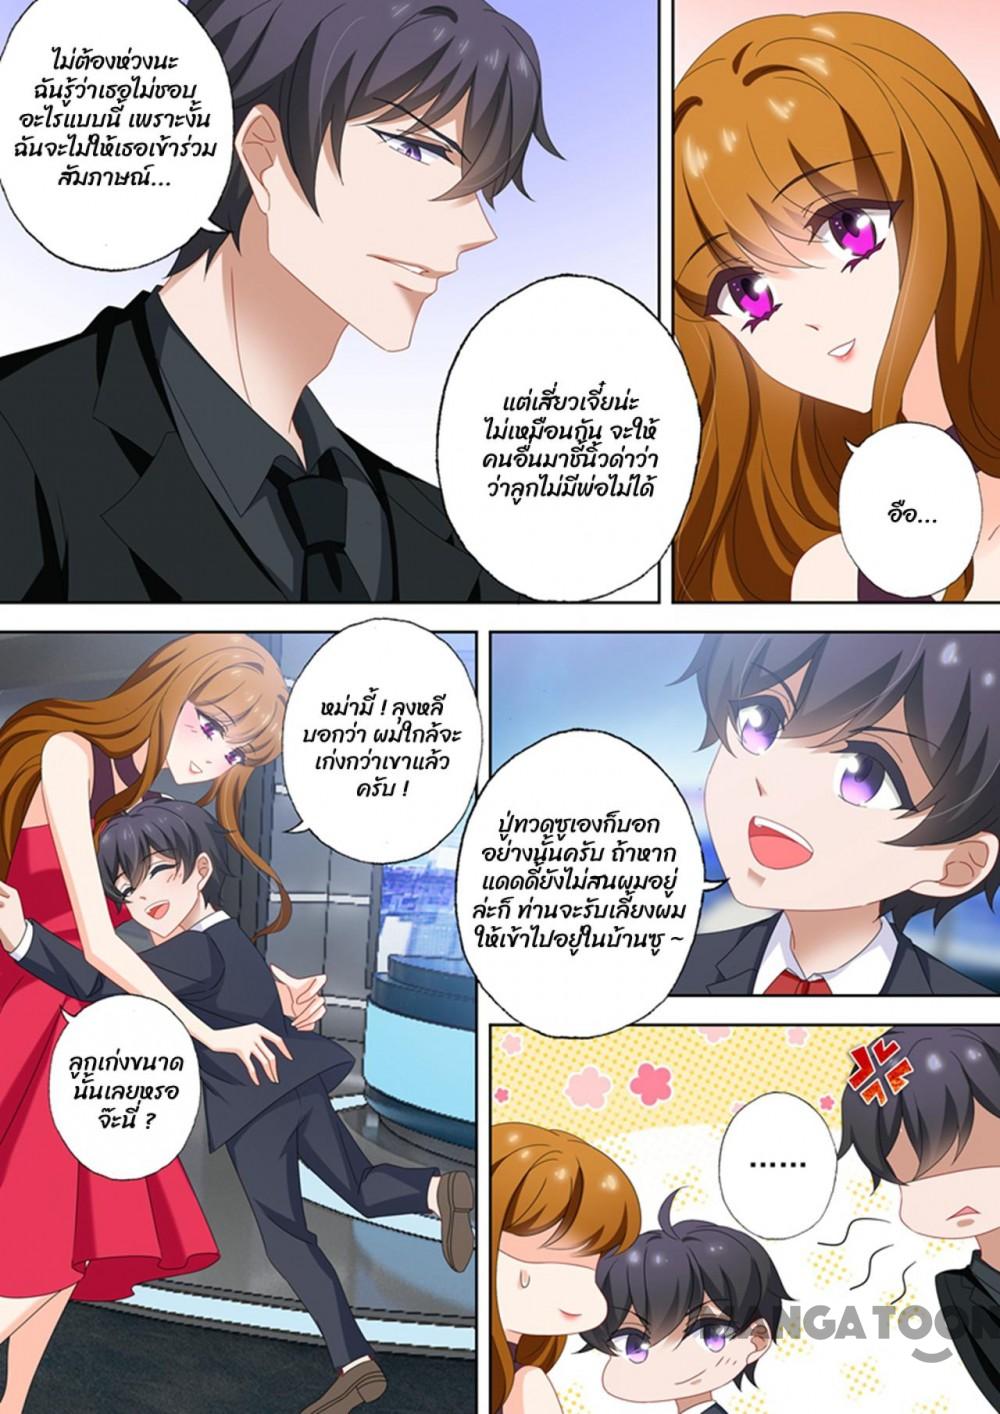 ไม่ต้องห่วงนะ
ฉันรู้ว่าเธอไม่ชอบ
อะไรแบบนี้ เพราะงั้น
ฉันจะไม่ให้เธอเข้าร่วม
สัมภาษณ์...
แต่เสี่ยวเจี๋ยน่ะ
ไม่เหมือนกัน จะให้
คนอื่นมาชี้นิ้วด่าว่า
ว่าลูกไม่มีพ่อไม่ได้
อือ...
หม่ามี้ ! ลุงหลี
บอกว่า ผมใกล้จะ
เก่งกว่าเขาแล้ว
ครับ !
ลูกเก่งขนาด
นั้นเลยหรอ
จ๊ะนี่ ?
ปู่ทวดซูเองก็บอก
อย่างนั้นครับ ถ้าหาก
แดดดี้ยังไม่สนผมอยู่
ล่ะก็ ท่านจะรับเลี้ยงผม
ให้เข้าไปอยู่ในบ้านซู ~
......
MANGATOON